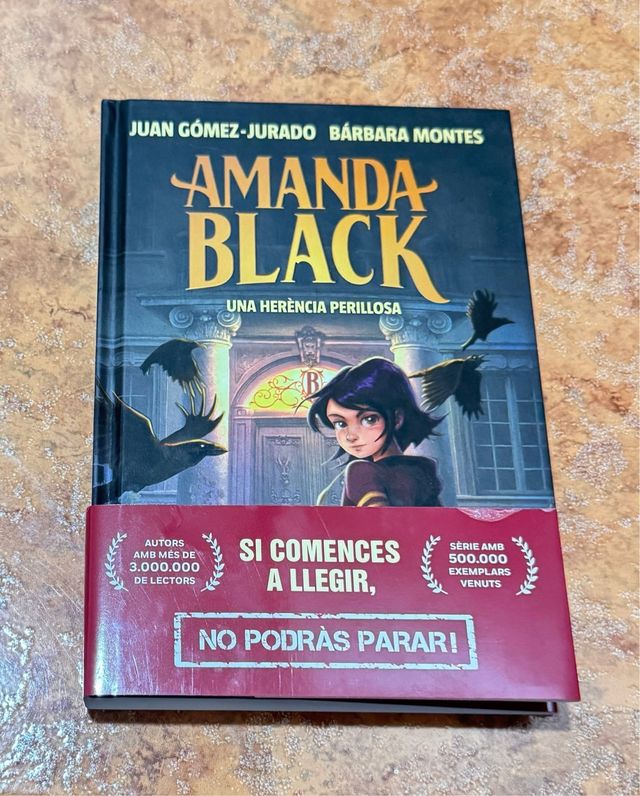 JUAN GÓMEZ-JURADO BÁRBARA MONTES
AMANDA
BLACK
UNA HERÈNCIA PERILLOSA
B
AUTORS
AMB MÉS DE
3.000.000
DE LECTORS
SI COMENCES
A LLEGIR,
NO PODRÀS PARAR!
SÈRIE AMB
500.000
EXEMPLARS
VENUTS